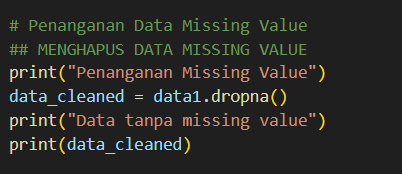 # Penanganan Data Missing Value
## MENGHAPUS DATA MISSING VALUE
print("Penanganan Missing Value")
data_cleaned = data1.dropna()
print("Data tanpa missing value")
print(data_cleaned)